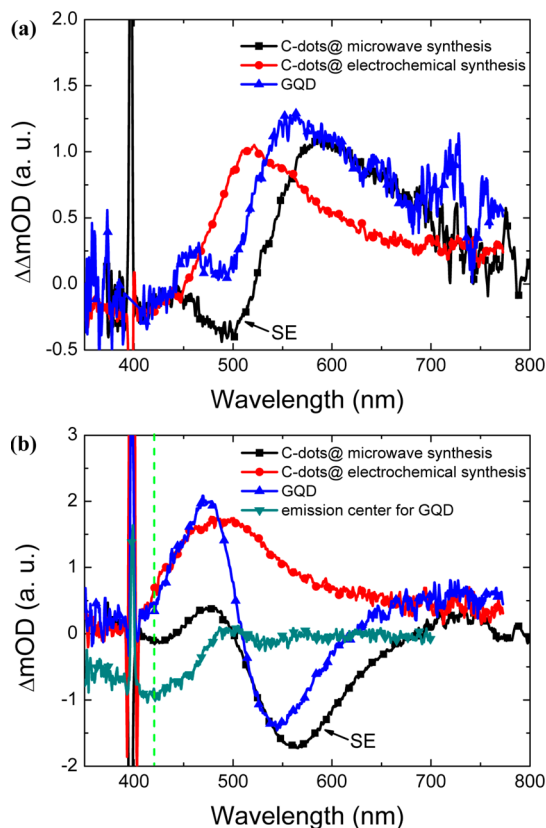 (a)
2.0
1.5
1.0
0.5
0.0
-0.5
ΔΔmOD (a. u.)
C-dots@ microwave synthesis
C-dots@ electrochemical synthesis
GQD
SE
400 500 600 700 800
Wavelength (nm)
(b)
3
2
1
0
-1
-2
ΔmOD (a. u.)
C-dots@ microwave synthesis
C-dots@ electrochemical synthesis
GQD
emission center for GQD
SE
400 500 600 700 800
Wavelength (nm)